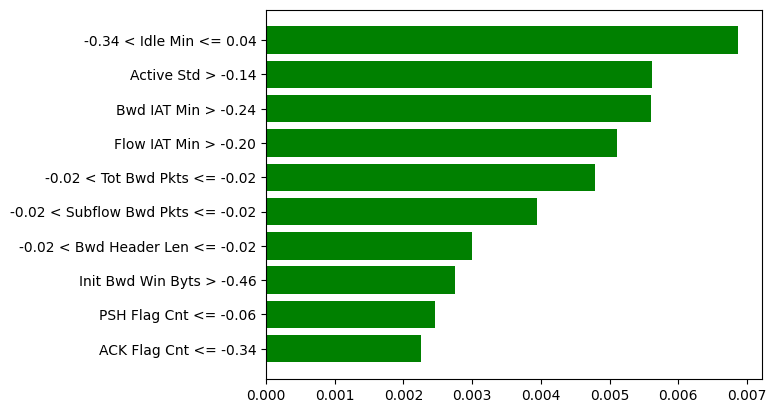 -0.34 < Idle Min <= 0.04
Active Std > -0.14
Bwd IAT Min > -0.24
Flow IAT Min > -0.20
-0.02 < Tot Bwd Pkts <= -0.02
-0.02 < Subflow Bwd Pkts <= -0.02
-0.02 < Bwd Header Len <= -0.02
Init Bwd Win Byts > -0.46
PSH Flag Cnt <= -0.06
ACK Flag Cnt <= -0.34
0.000 0.001 0.002 0.003 0.004 0.005 0.006 0.007